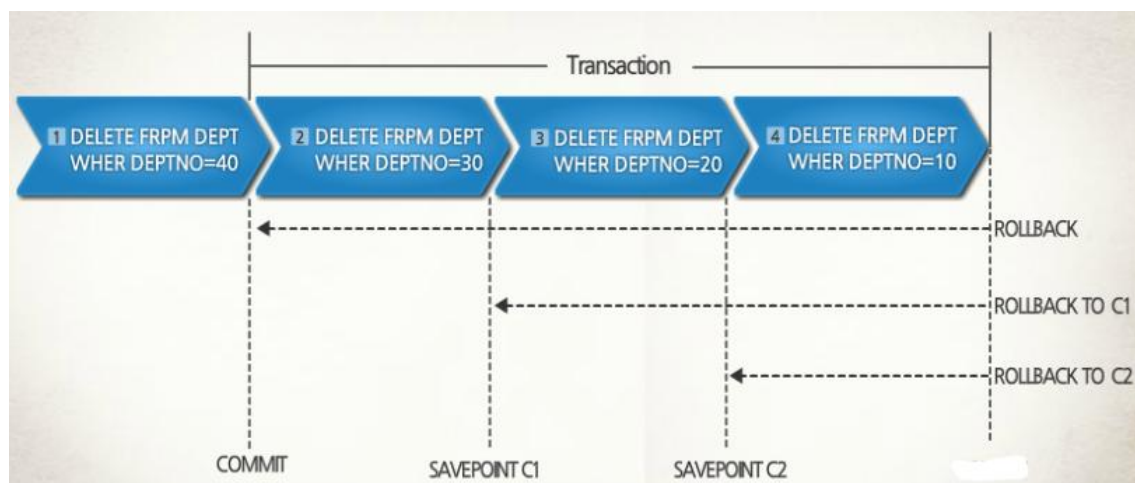 Transaction
1 DELETE FRPM DEPT
WHER DEPTNO=40
2 DELETE FRPM DEPT
WHER DEPTNO=30
3 DELETE FRPM DEPT
WHER DEPTNO=20
4 DELETE FRPM DEPT
WHER DEPTNO=10
ROLLBACK
ROLLBACK TO C1
ROLLBACK TO C2
COMMIT
SAVEPOINT C1
SAVEPOINT C2